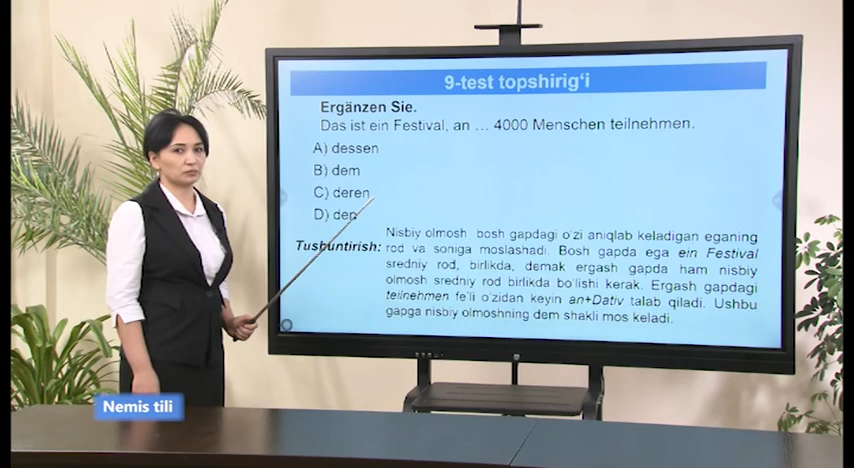 9-test topshirig‘i
Ergänzen Sie.
Das ist ein Festival, an … 4000 Menschen teilnehmen.
A) dessen
B) dem
C) deren
D) den
Tushuntirish:
Nisbiy olmosh bosh gapdagi o‘zi aniqlab keladigan eganing
rod va soniga moslashadi. Bosh gapda ega ein Festival
sredniy rod, birlikda, demak ergash gapda ham nisbiy
olmosh sredniy rod birlikda bo‘lishi kerak. Ergash gapdagi
teilnehmen fe’li o‘zidan keyin an+Dativ talab qiladi. Ushbu
gapga nisbiy olmoshning dem shakli mos keladi.
Nemis tili